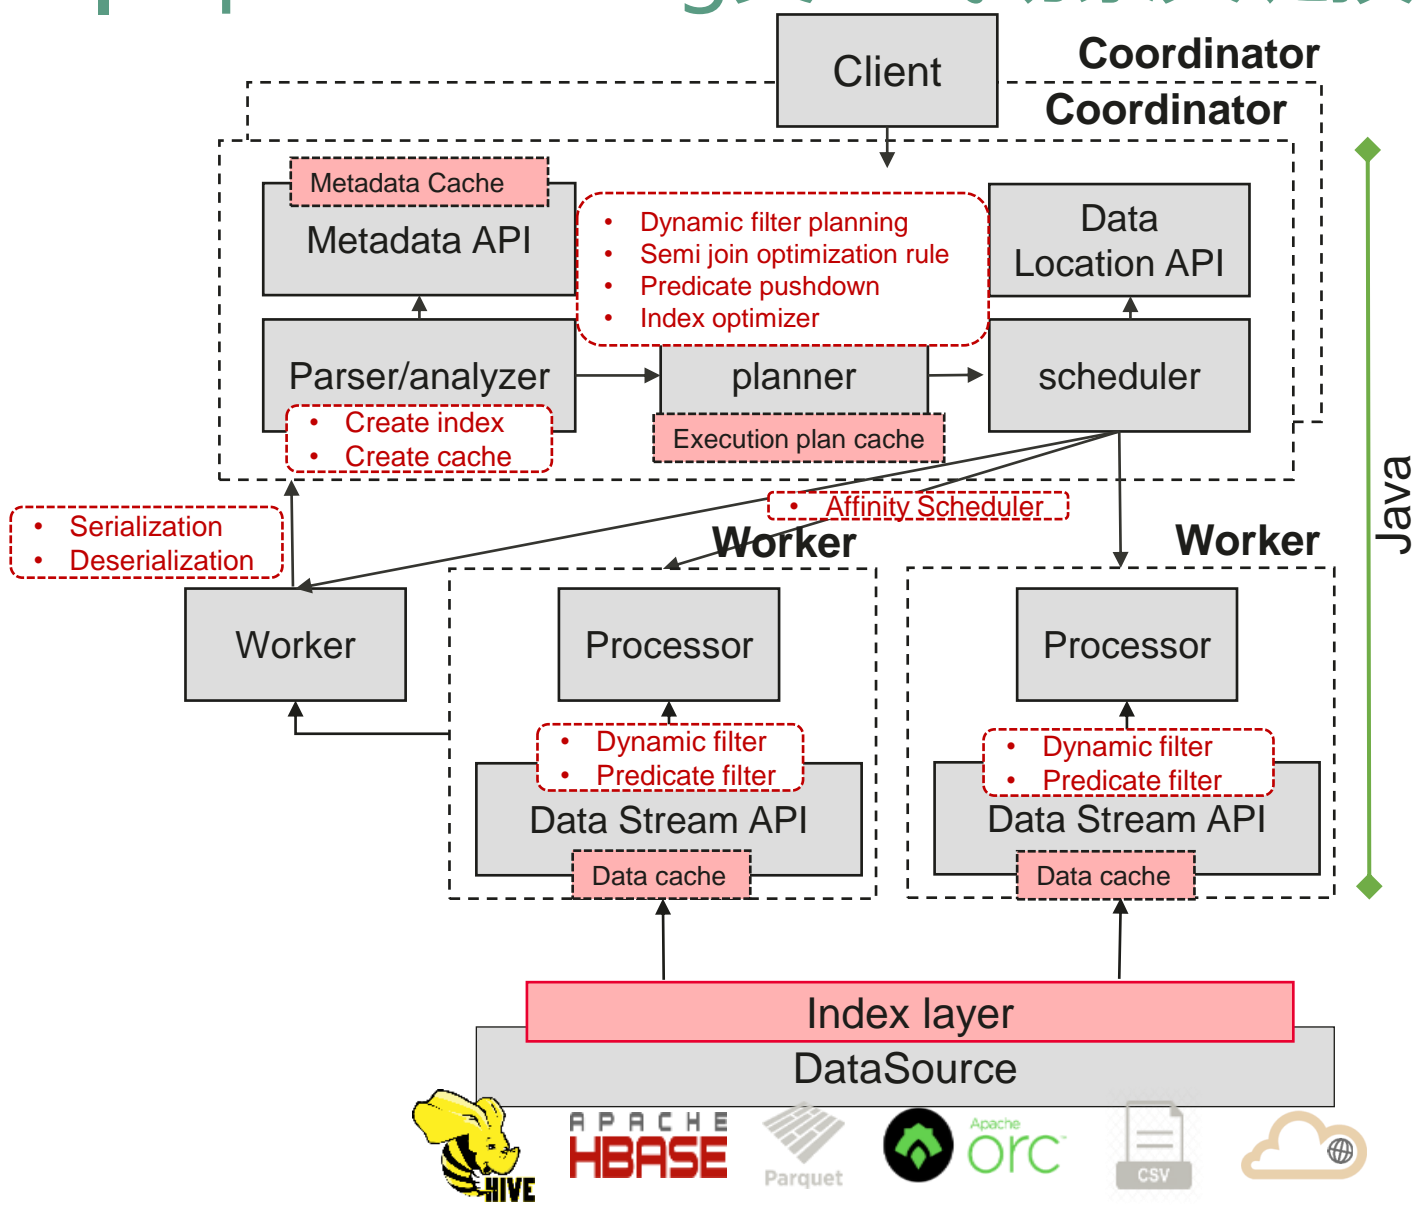 Client
Coordinator
Coordinator
Metadata Cache
Metadata API
• Dynamic filter planning
• Semi join optimization rule
• Predicate pushdown
• Index optimizer
Data
Location API
Parser/analyzer
• Create index
• Create cache
planner
Execution plan cache
scheduler
Java
• Serialization
• Deserialization
• Affinity Scheduler
Worker
Worker
Worker
Processor
Processor
• Dynamic filter
• Predicate filter
• Dynamic filter
• Predicate filter
Data Stream API
Data Stream API
Data cache
Data cache
Index layer
DataSource
HIVE
APACHE
HBASE
Parquet
Apache
orc
CSV